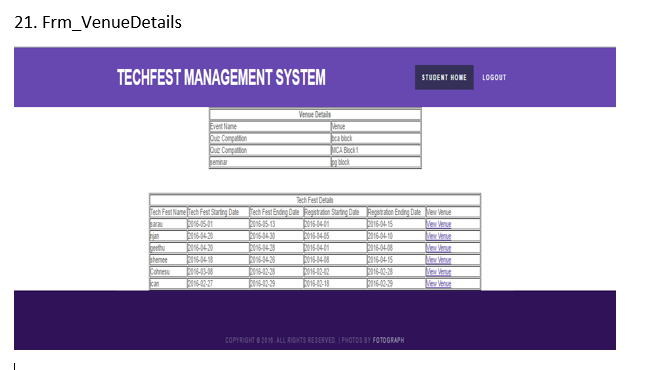 21. Frm_VenueDetails
TECHFEST MANAGEMENT SYSTEM
STUDENT HOME LOGOUT
Venue Details
Event Name Venue
Quiz Compatition bca block
Quiz Compatition MCA Block1
seminar pg block
Tech Fest Details
Tech Fest Name Tech Fest Starting Date Tech Fest Ending Date Registration Starting Date Registration Ending Date View Venue
sarau 2016-05-01 2016-05-13 2016-04-01 2016-04-15 View Venue
njan 2016-04-20 2016-04-30 2016-04-05 2016-04-10 View Venue
geethu 2016-04-20 2016-04-28 2016-04-01 2016-04-08 View Venue
shemee 2016-04-18 2016-04-26 2016-04-08 2016-04-15 View Venue
Cohnesu 2016-03-08 2016-02-28 2016-02-02 2016-02-28 View Venue
ican 2016-02-27 2016-02-29 2016-02-18 2016-02-29 View Venue
COPYRIGHT © 2016. ALL RIGHTS RESERVED. | PHOTOS BY FOTOGRAPH